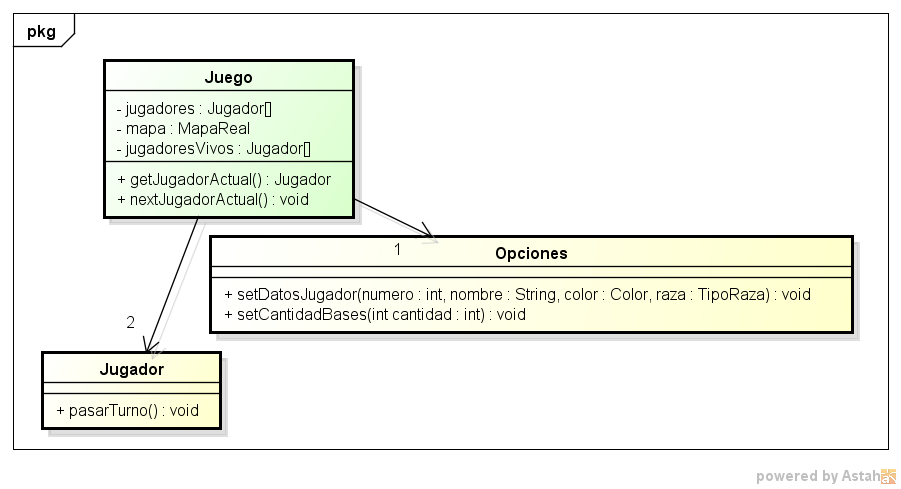 pkg
Juego
- jugadores : Jugador[]
- mapa : MapaReal
- jugadoresVivos : Jugador[]
+ getJugadorActual() : Jugador
+ nextJugadorActual() : void
1
Opciones
+ setDatosJugador(numero : int, nombre : String, color : Color, raza : TipoRaza) : void
+ setCantidadBases(int cantidad : int) : void
2
Jugador
+ pasarTurno() : void
powered by Astah